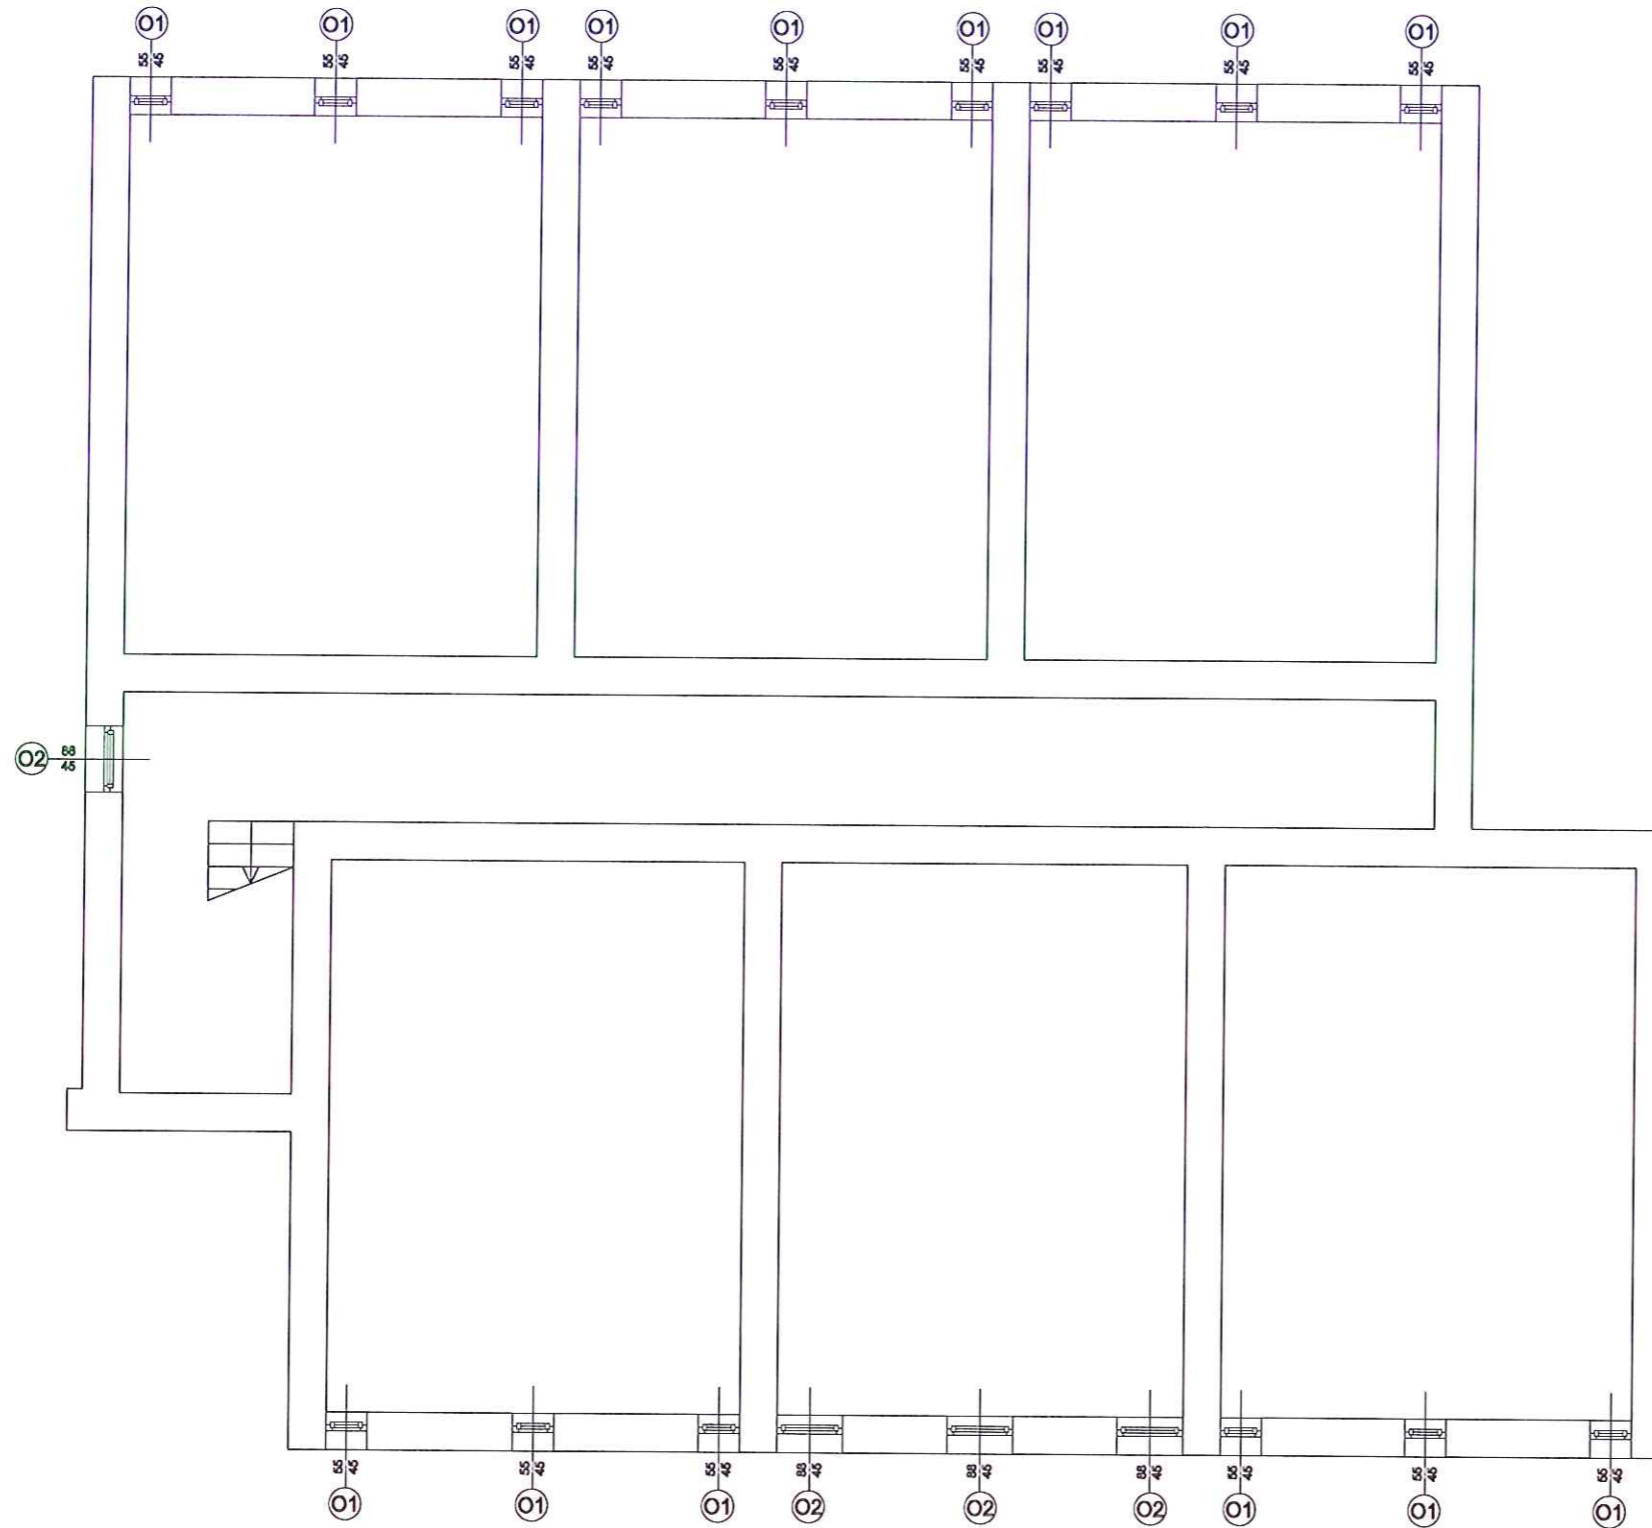 O1 O1 O1 O1 O1 O1 O1 O1 O1
55 55 55 55 55 55 55 55 55
45 45 45 45 45 45 45 45 45
O2
88
45
55 55 55 88 88 88 55 55 55
45 45 45 45 45 45 45 45 45
O1 O1 O1 O2 O2 O2 O1 O1 O1